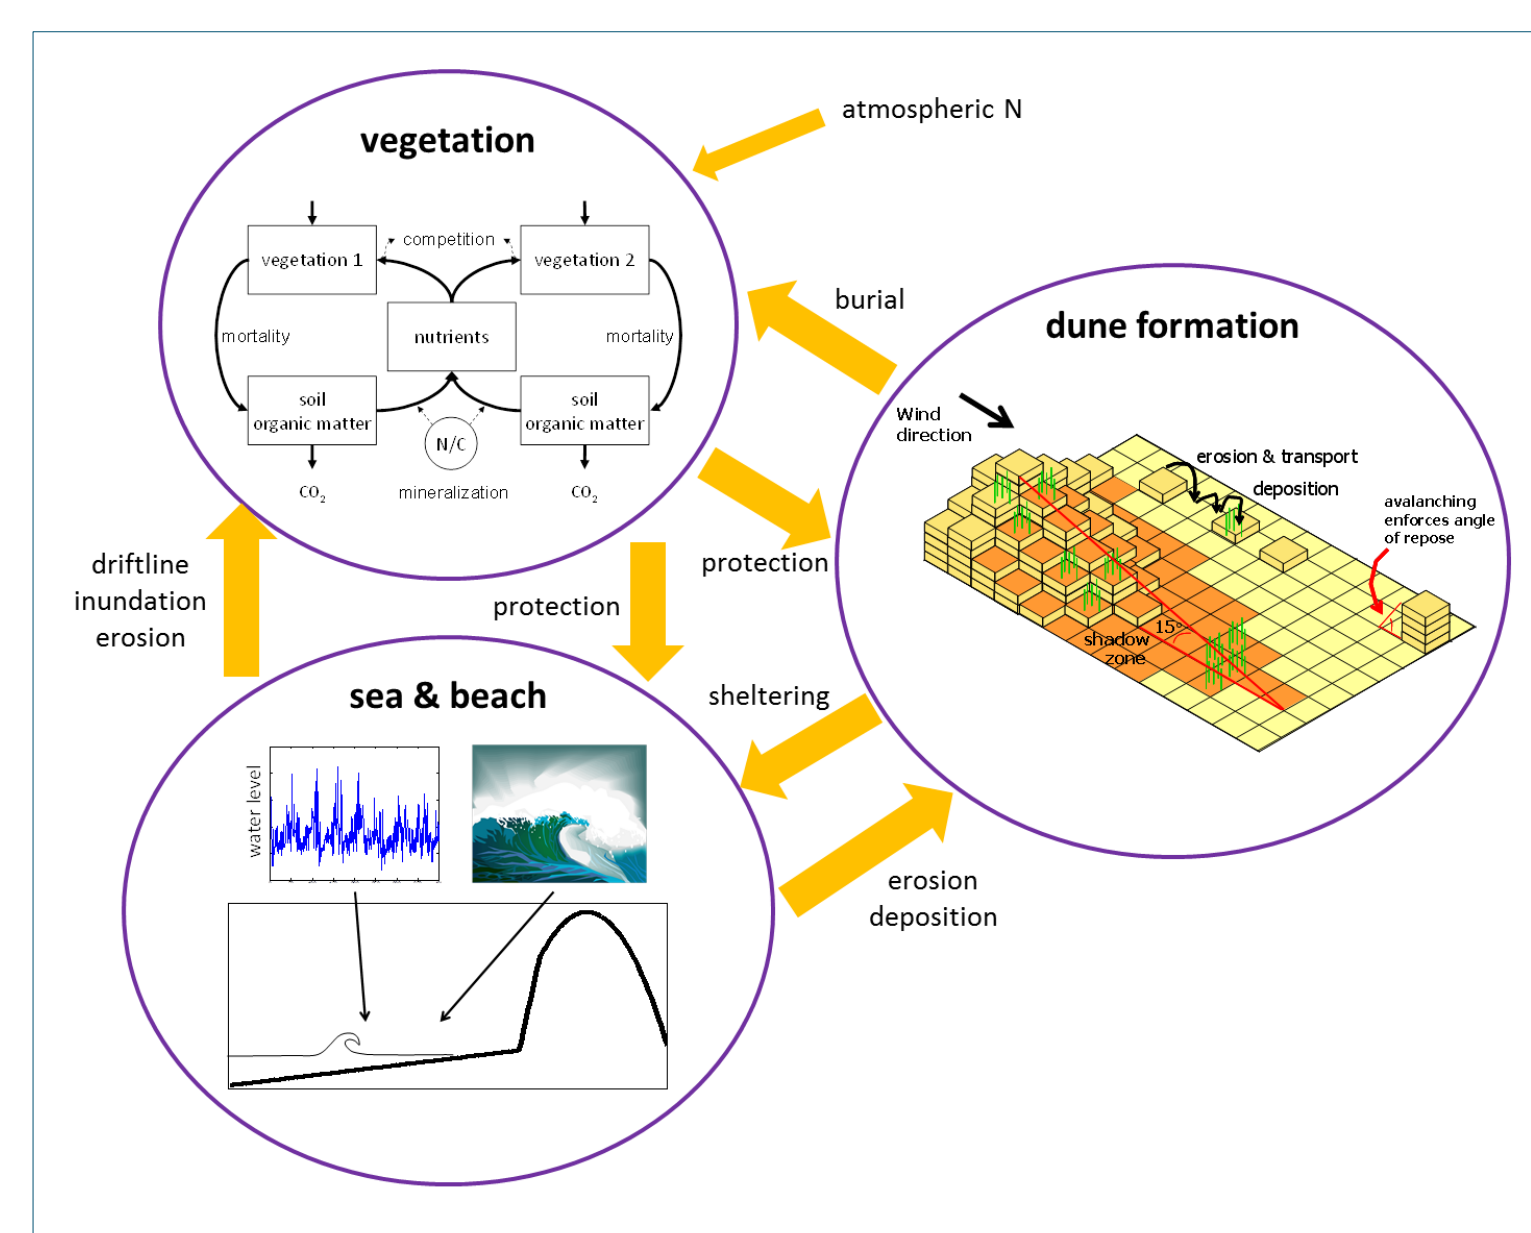 atmospheric N
vegetation
competition
vegetation 1
vegetation 2
mortality
nutrients
mortality
soil
organic matter
soil
organic matter
N/C
CO₂
mineralization
CO₂
burial
dune formation
Wind
direction
erosion & transport
deposition
avalanching
enforces angle
of repose
15°
shadow
zone
protection
driftline
inundation
erosion
protection
sheltering
sea & beach
water level
erosion
deposition